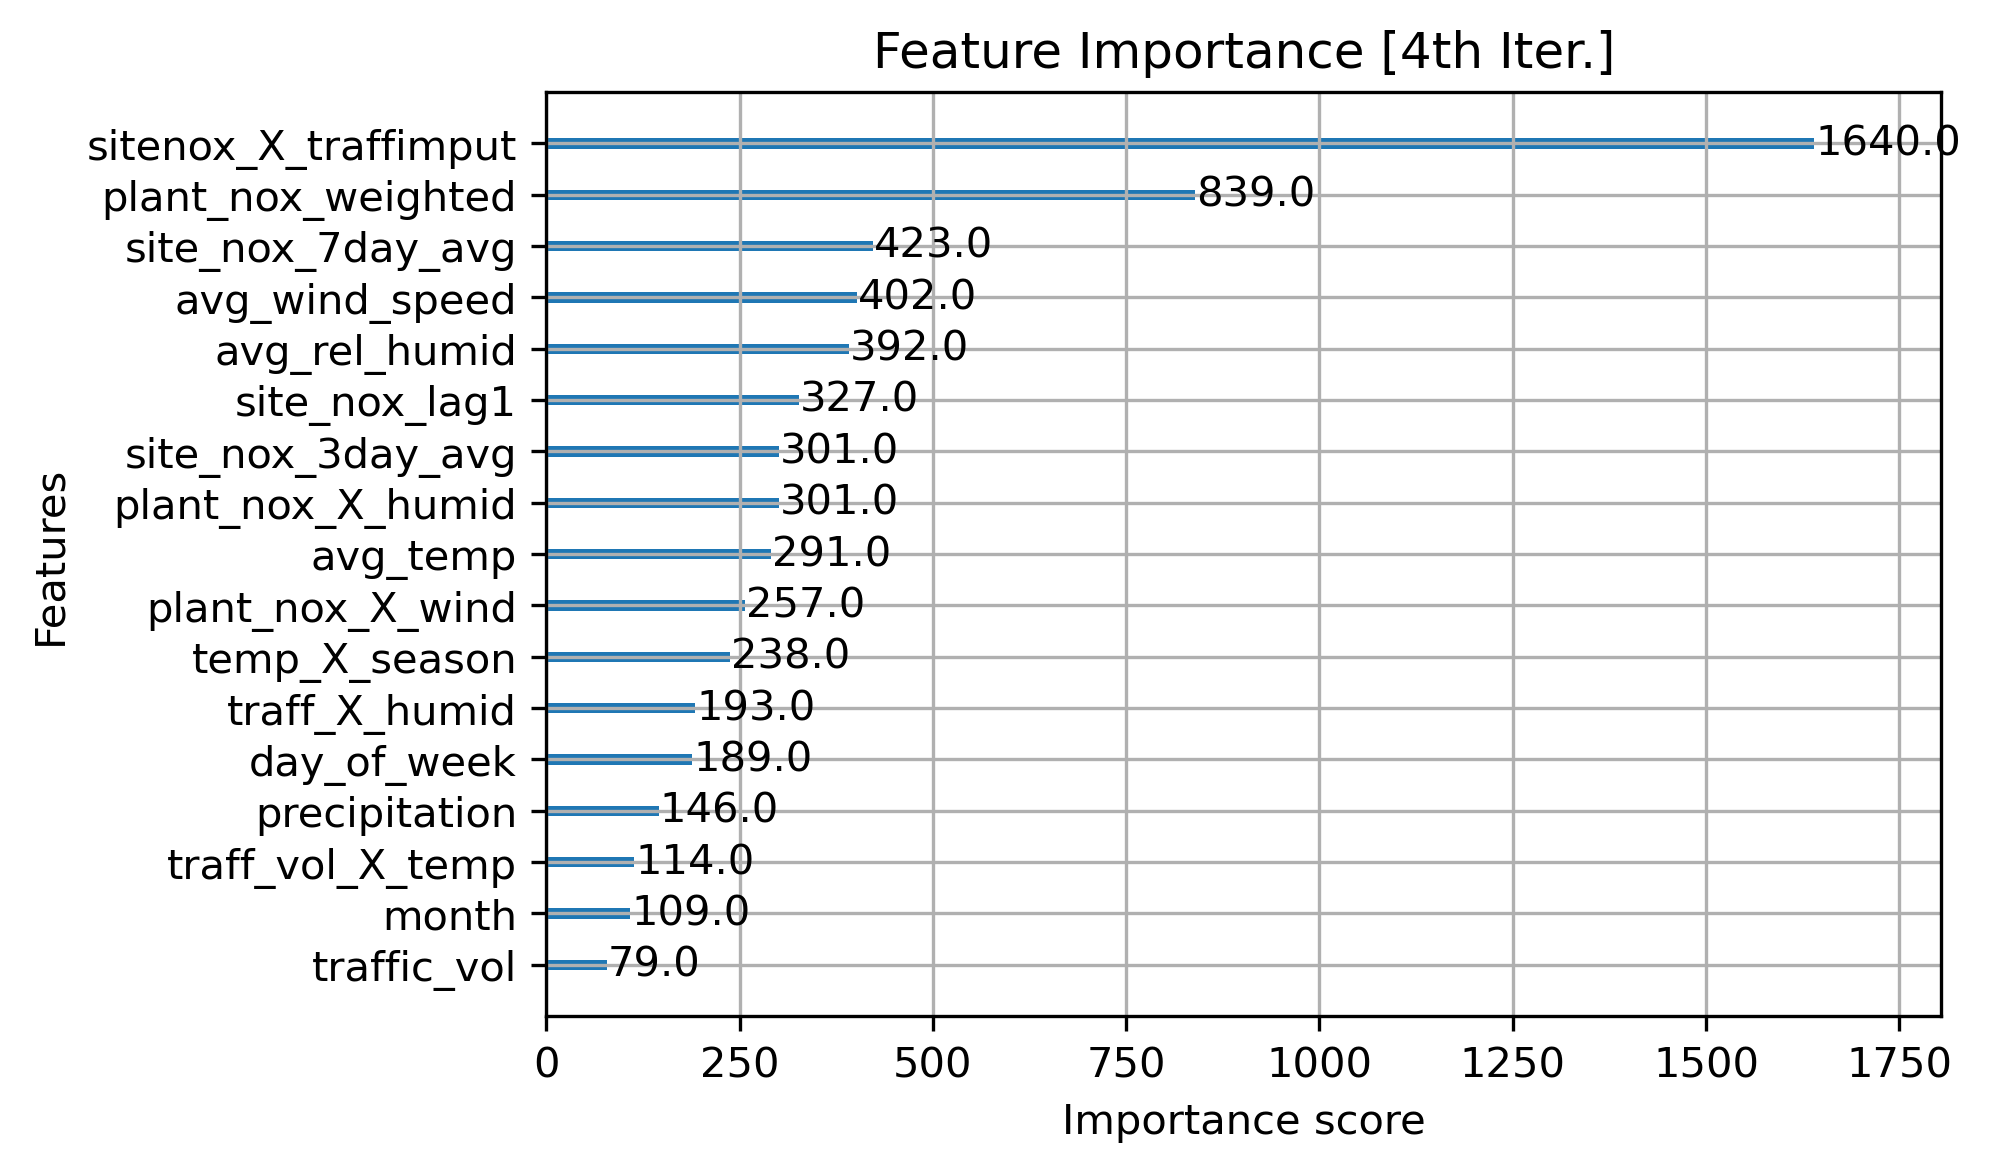 Feature Importance [4th Iter.]
sitenox_X_traffimput 1640.0
plant_nox_weighted 839.0
site_nox_7day_avg 423.0
avg_wind_speed 402.0
avg_rel_humid 392.0
site_nox_lag1 327.0
site_nox_3day_avg 301.0
plant_nox_X_humid 301.0
avg_temp 291.0
plant_nox_X_wind 257.0
temp_X_season 238.0
traff_X_humid 193.0
day_of_week 189.0
precipitation 146.0
traff_vol_X_temp 114.0
month 109.0
traffic_vol 79.0
Features
0 250 500 750 1000 1250 1500 1750
Importance score